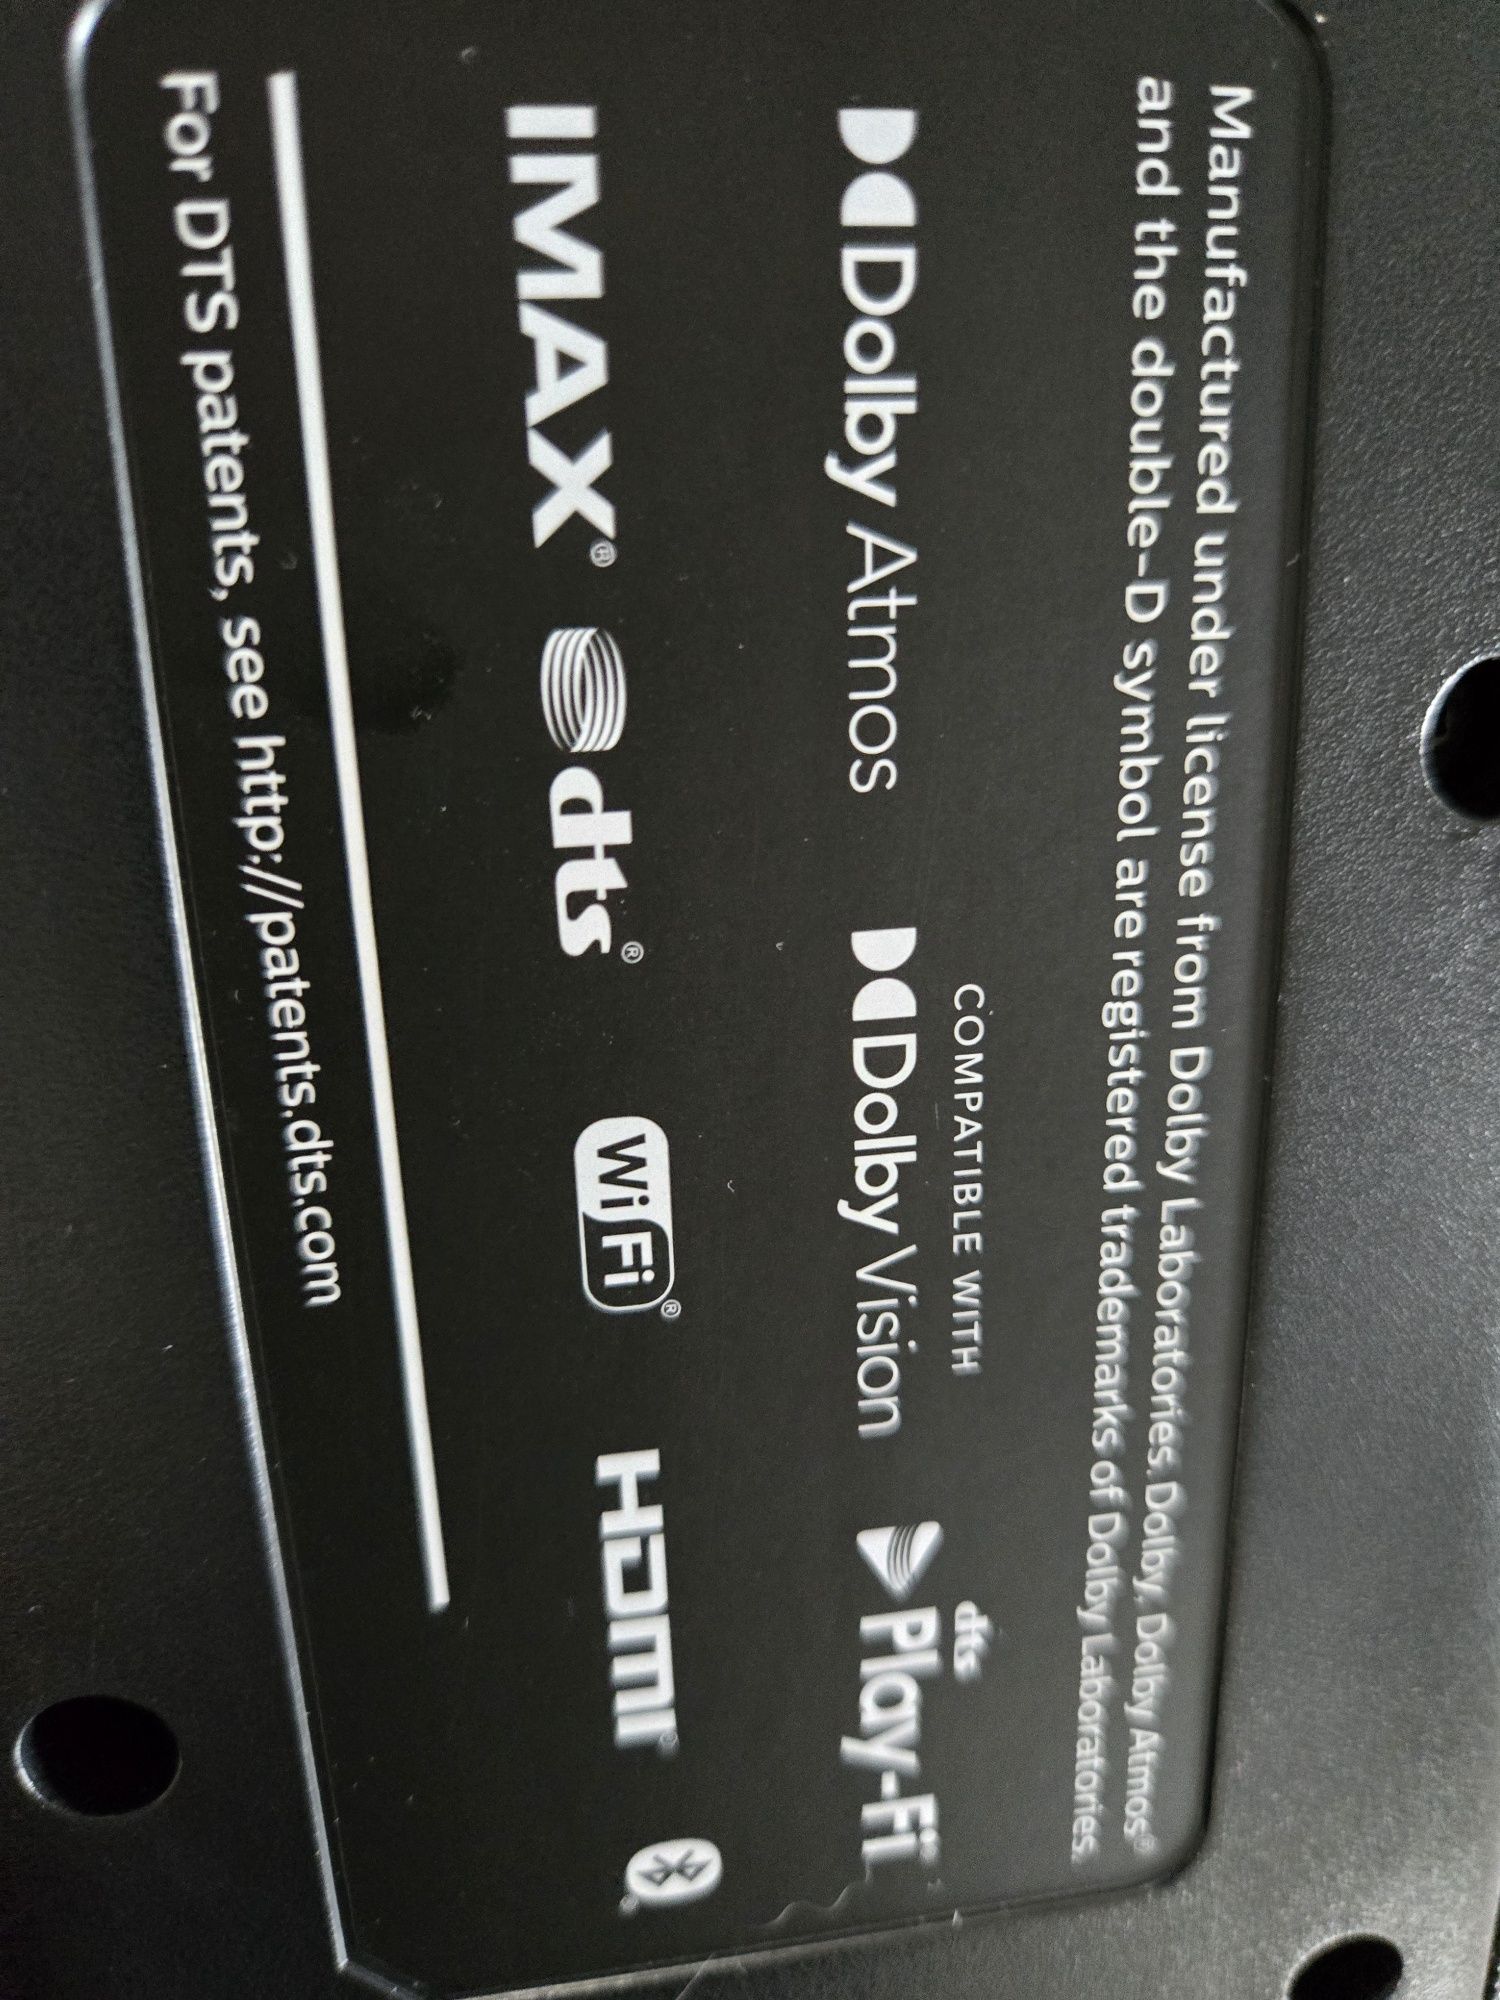 Manufactured under license from Dolby Laboratories. Dolby, Dolby Atmos®
and the double-D symbol are registered trademarks of Dolby Laboratories.
COMPATIBLE WITH
Dolby Atmos
Dolby Vision
dts
Play-Fi
IMAX®
dts®
WiFi®
HDMI
For DTS patents, see http://patents.dts.com